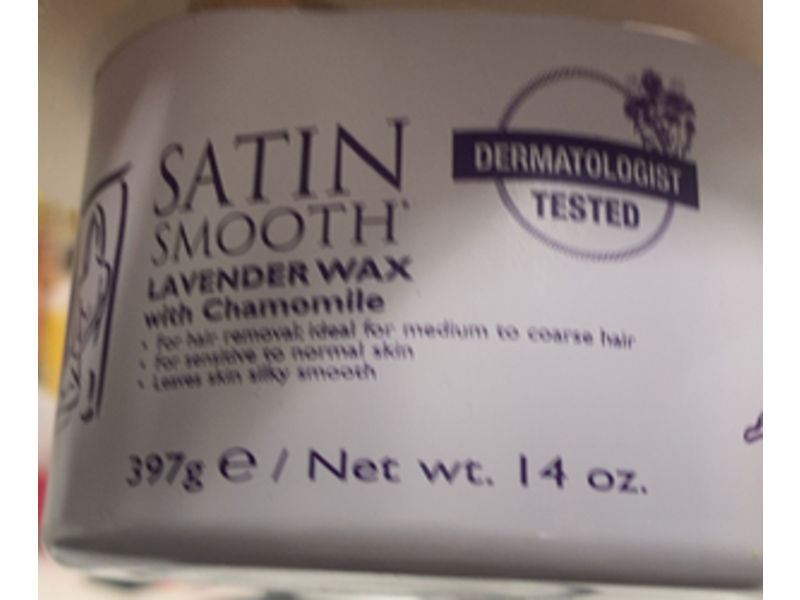 SATIN
SMOOTH
LAVENDER WAX
with Chamomile
• For hair removal; ideal for medium to coarse hair
• For sensitive to normal skin
• Leaves skin silky smooth
DERMATOLOGIST
TESTED
397g ℮ / Net wt. 14 oz.